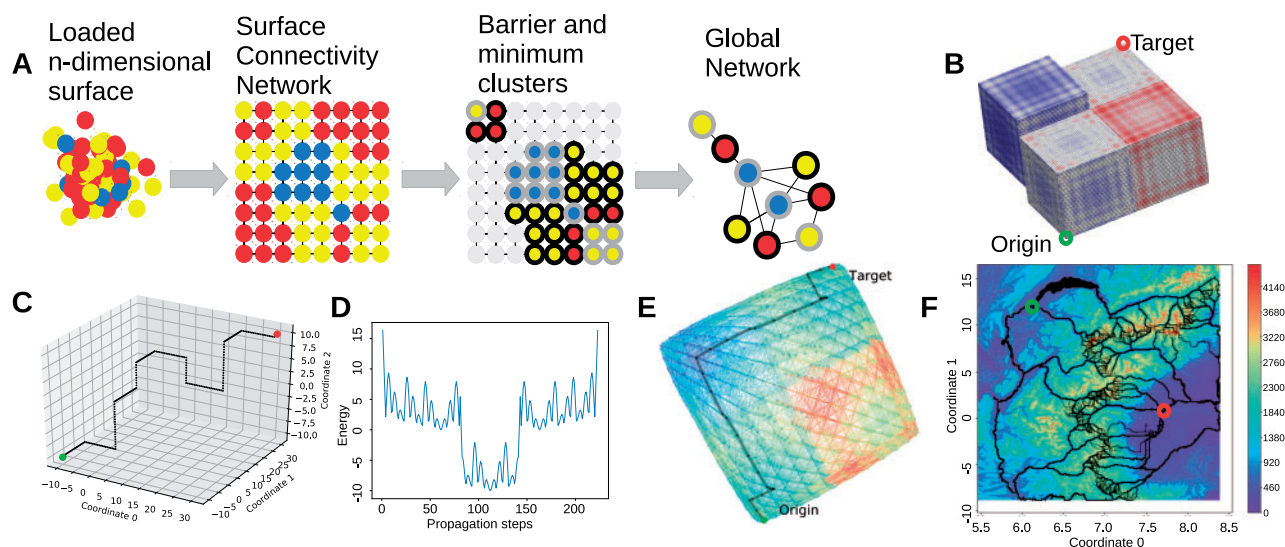 A
Loaded
n-dimensional
surface
Surface
Connectivity
Network
Barrier and
minimum
clusters
Global
Network
B
Target
Origin
C
10.0
7.5
5.0
2.5
0.0
−2.5
−5.0
−7.5
−10.0
Coordinate 2
−10 −5 0 5 10 15 20 25 30
Coordinate 0
−10 −5 0 5 10 15 20 25 30
Coordinate 1
D
15
10
5
0
-5
-10
Energy
0 50 100 150 200
Propagation steps
E
Target
Origin
F
15
10
5
0
-5
-10
Coordinate 1
5.5 6.0 6.5 7.0 7.5 8.0 8.5
Coordinate 0
4140
3680
3220
2760
2300
1840
1380
920
460
0